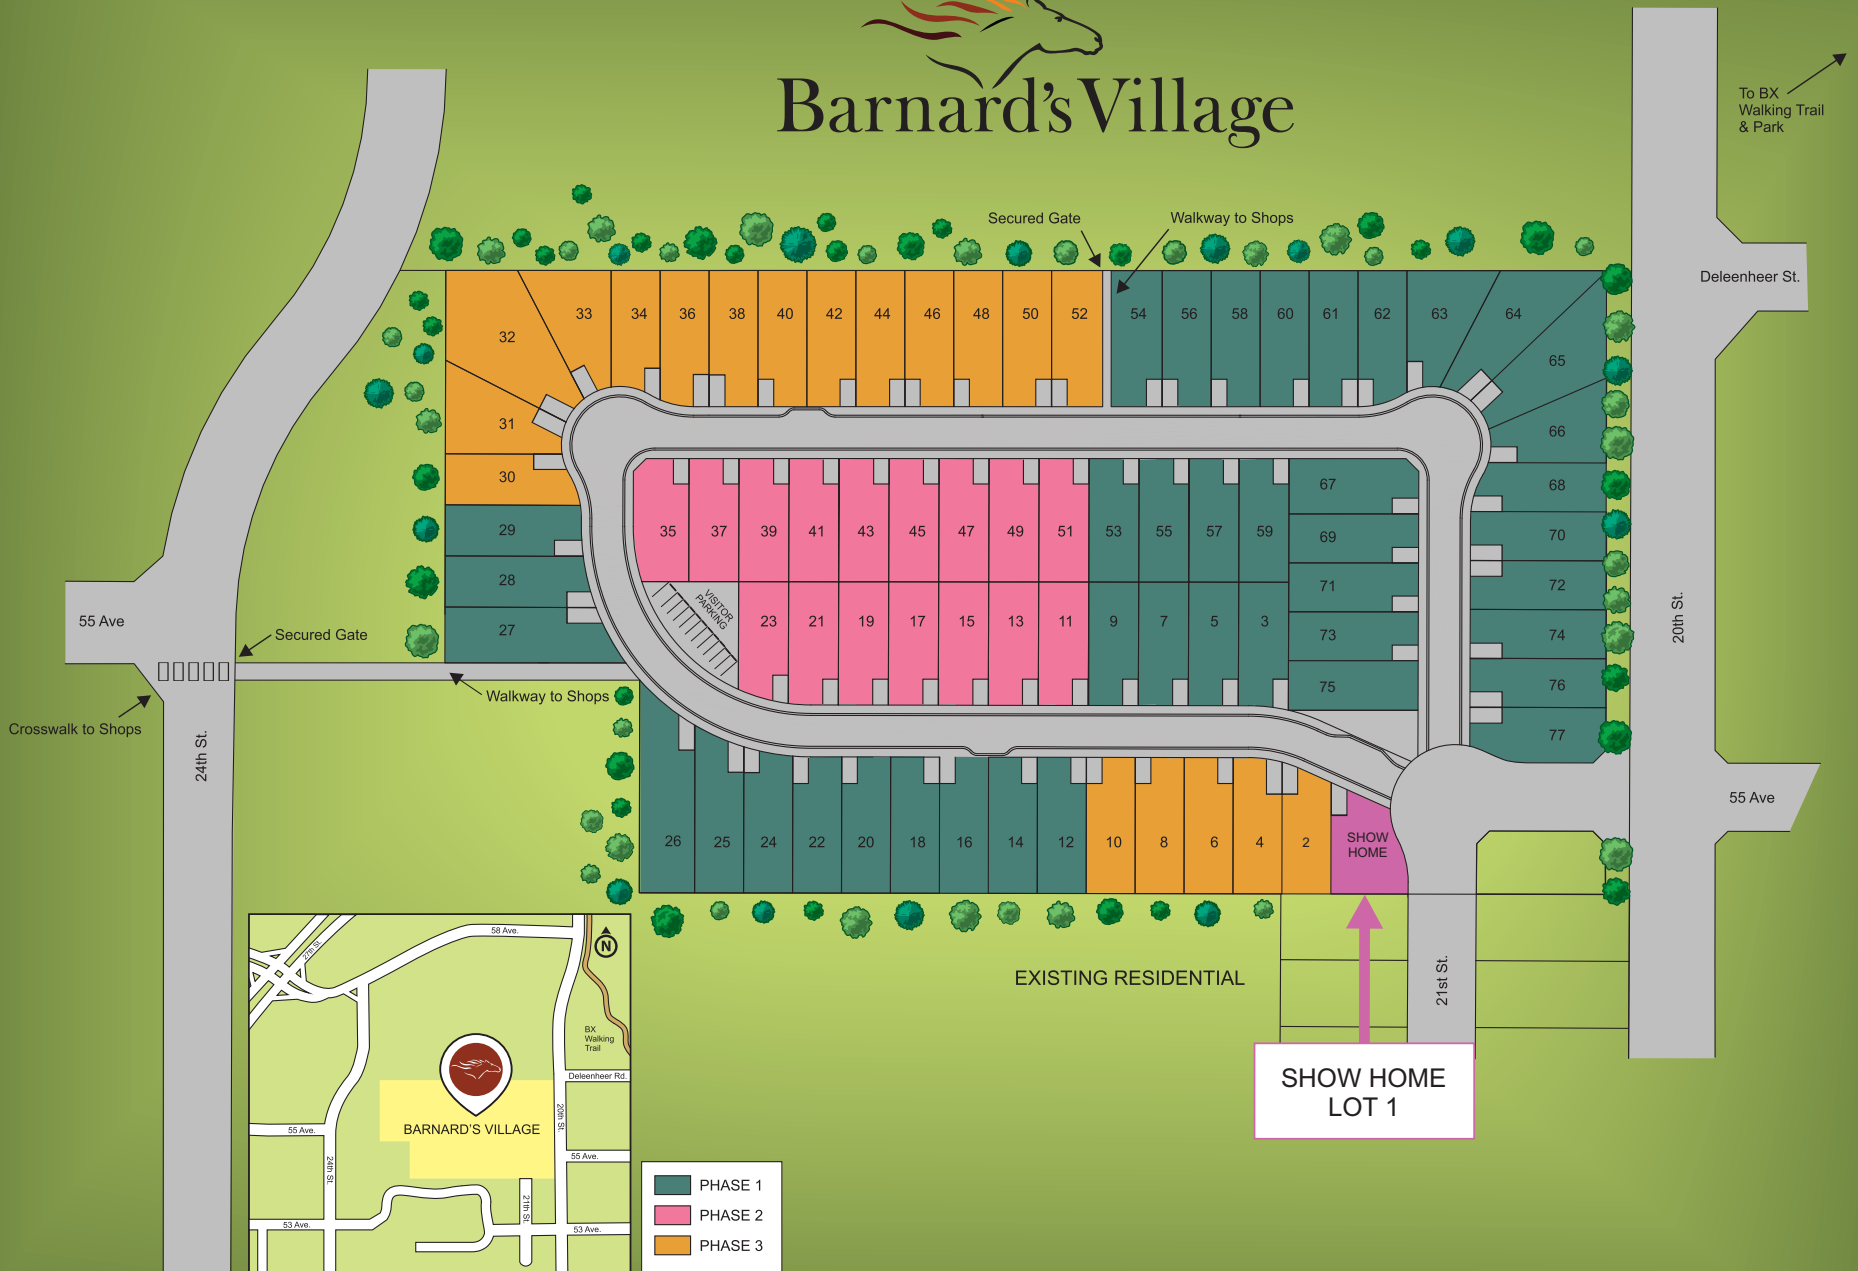 Barnard's Village
To BX
Walking Trail
& Park
Secured Gate
Walkway to Shops
Deleenheer St.
33 34 36 38 40 42 44 46 48 50 52 54 56 58 60 61 62 63 64
32
65
31
66
30
67
68
29
35 37 39 41 43 45 47 49 51 53 55 57 59
69
70
28
71
72
VISITOR
PARKING
55 Ave
27
23 21 19 17 15 13 11 9 7 5 3
73
74
20th St.
Secured Gate
Walkway to Shops
75
76
Crosswalk to Shops
24th St.
77
55 Ave
26 25 24 22 20 18 16 14 12 10 8 6 4 2
SHOW
HOME
EXISTING RESIDENTIAL
21st St.
SHOW HOME
LOT 1
27th St.
58 Ave.
N
BX
Walking
Trail
Deleenheer Rd.
20th St.
BARNARD'S VILLAGE
55 Ave.
55 Ave.
24th St.
21th St.
53 Ave.
53 Ave.
PHASE 1
PHASE 2
PHASE 3